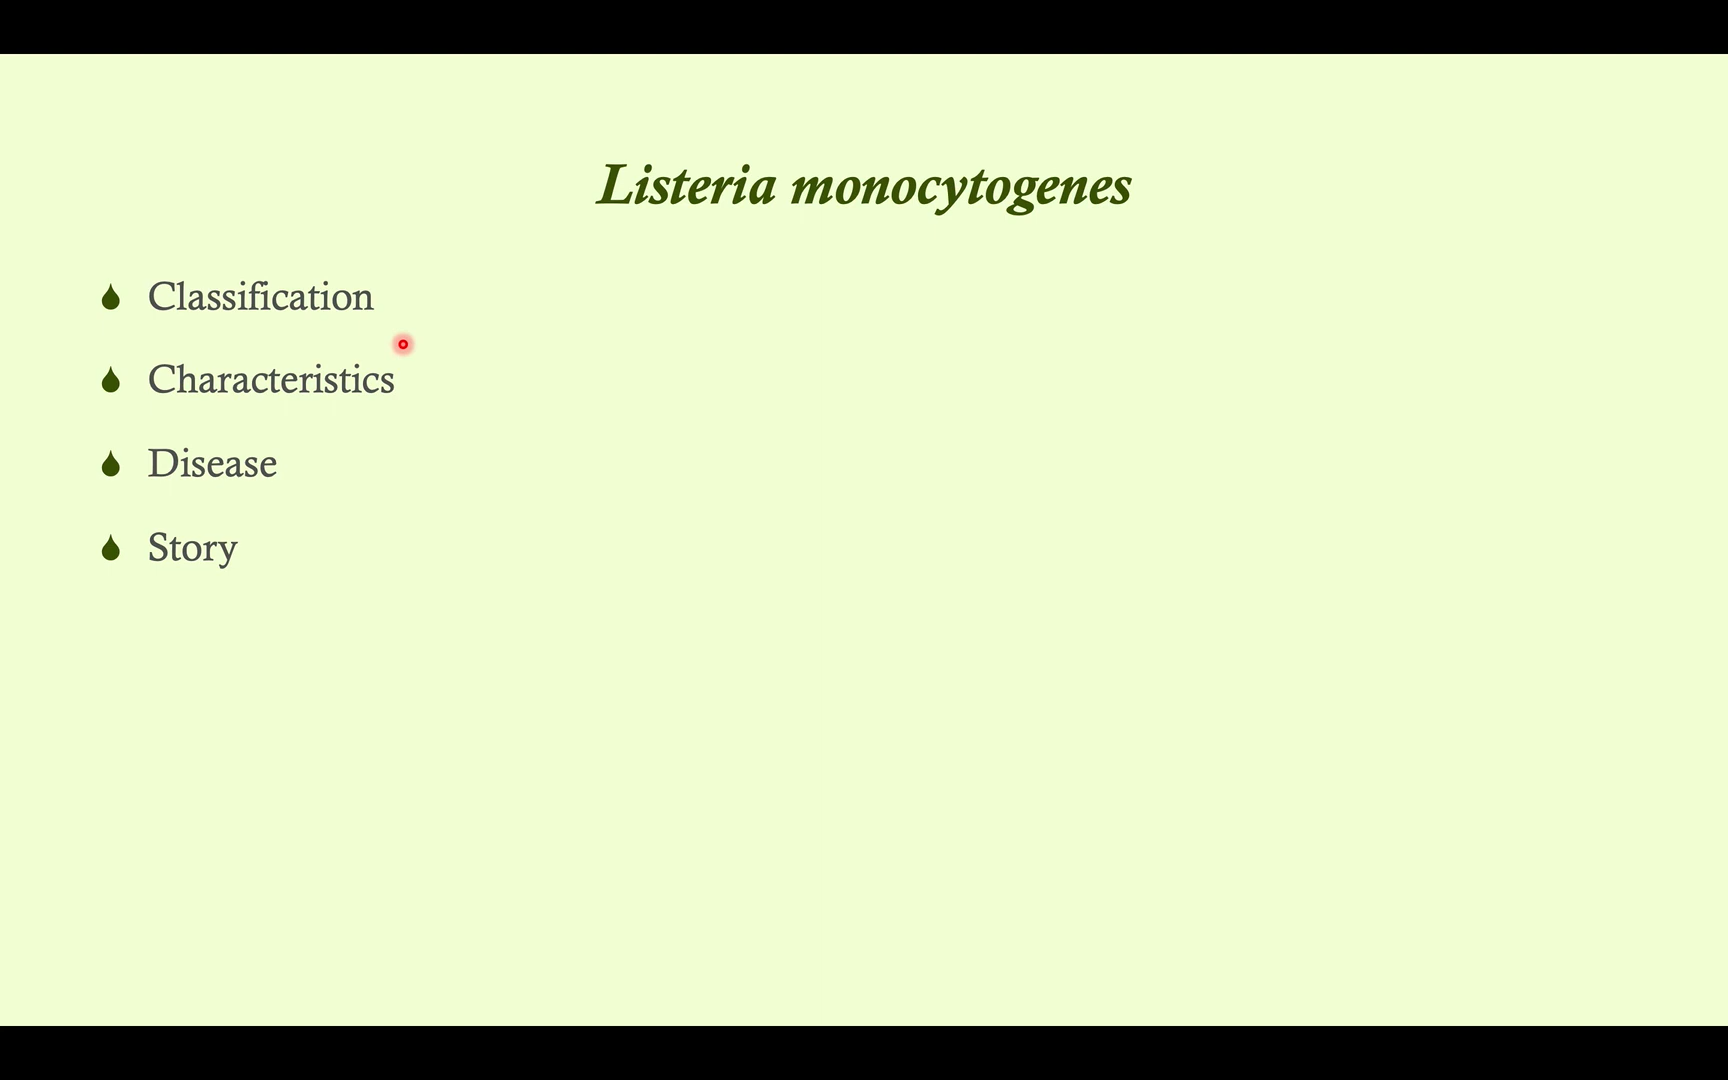 Listeria monocytogenes
Classification
Characteristics
Disease
Story